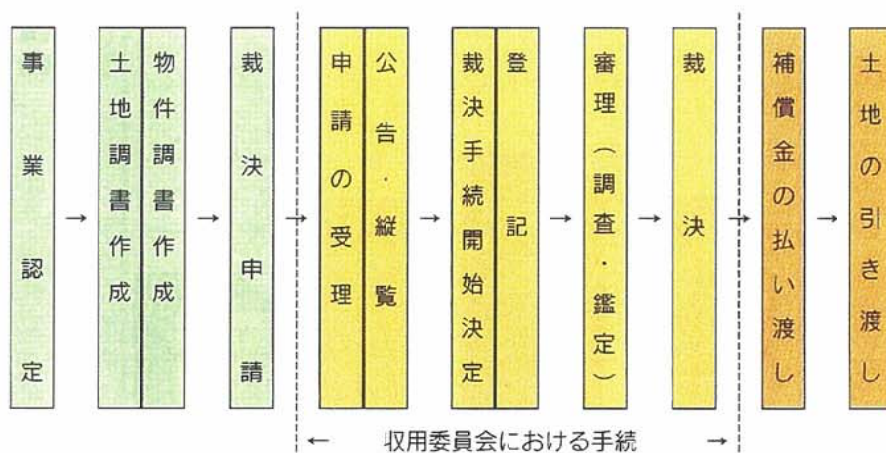 事業認定
→
土地調書作成
物件調書作成
→
裁決申請
→
申請の受理
公告・縦覧
→
裁決手続開始決定
登記
→
審理（調査・鑑定）
→
裁決
→
補償金の払い渡し
→
土地の引き渡し
← 収用委員会における手続 →